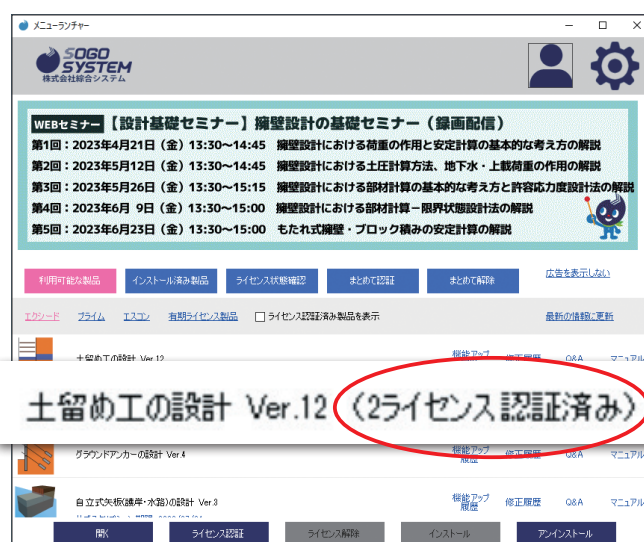 メニューランチャー
SOGO
SYSTEM
株式会社綜合システム
WEBセミナー 【設計基礎セミナー】擁壁設計の基礎セミナー（録画配信）
第1回：2023年4月21日（金）13:30〜14:45 擁壁設計における荷重の作用と安定計算の基本的な考え方の解説
第2回：2023年5月12日（金）13:30〜14:45 擁壁設計における土圧計算方法、地下水・上載荷重の作用の解説
第3回：2023年5月26日（金）13:30〜15:15 擁壁設計における部材計算の基本的な考え方と許容応力度設計法の解説
第4回：2023年6月 9日（金）13:30〜15:00 擁壁設計における部材計算－限界状態設計法の解説
第5回：2023年6月23日（金）13:30〜15:00 もたれ式擁壁・ブロック積みの安定計算の解説
利用可能な製品 インストール済み製品 ライセンス状態確認 まとめて認証 まとめて解除 広告を表示しない
エクシード プライム エスコン 有期ライセンス製品 ライセンス認証済み製品を表示 最新の情報に更新
土留め工の設計 Ver.12 機能アップ 修正履歴 Q&A マニュアル
土留め工の設計 Ver.12 （2ライセンス認証済み）
グラウンドアンカーの設計 Ver.4 機能アップ履歴 修正履歴 Q&A マニュアル
自立式矢板(護岸・水路)の設計 Ver.3 機能アップ履歴 修正履歴 Q&A マニュアル
開く ライセンス認証 ライセンス解除 インストール アンインストール